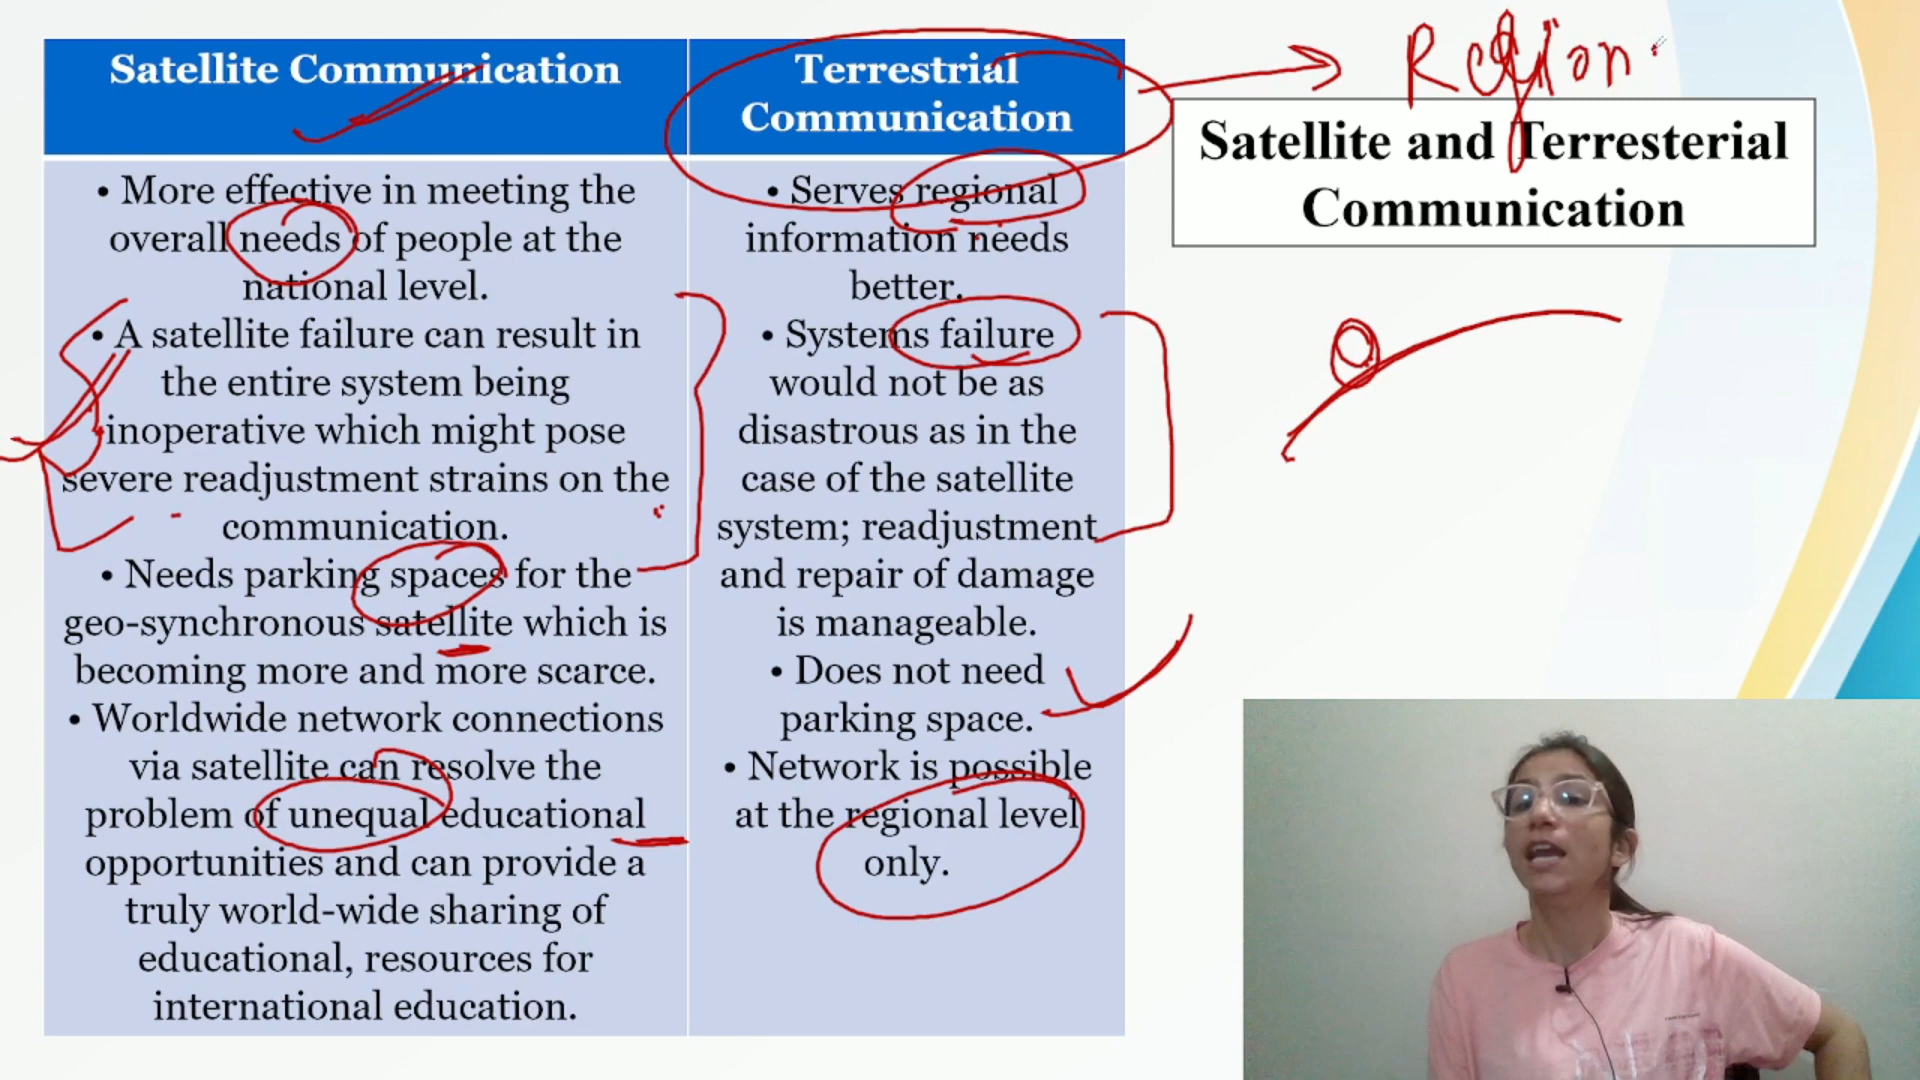 Satellite Communication
• More effective in meeting the
overall needs of people at the
national level.
• A satellite failure can result in
the entire system being
inoperative which might pose
severe readjustment strains on the
communication.
• Needs parking spaces for the
geo-synchronous satellite which is
becoming more and more scarce.
• Worldwide network connections
via satellite can resolve the
problem of unequal educational
opportunities and can provide a
truly world-wide sharing of
educational, resources for
international education.
Terrestrial
Communication
• Serves regional
information needs
better.
• Systems failure
would not be as
disastrous as in the
case of the satellite
system; readjustment
and repair of damage
is manageable.
• Does not need
parking space.
• Network is possible
at the regional level
only.
Region
Satellite and Terresterial
Communication